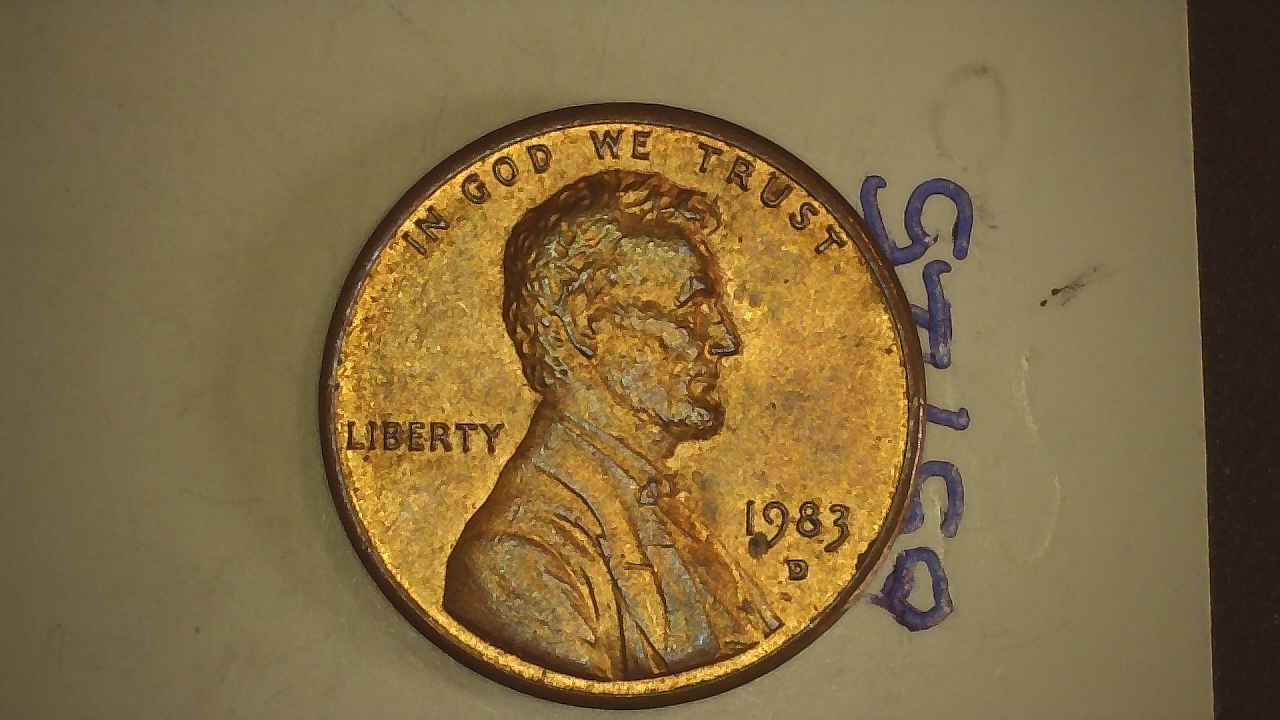 IN GOD WE TRUST
LIBERTY
1983
D